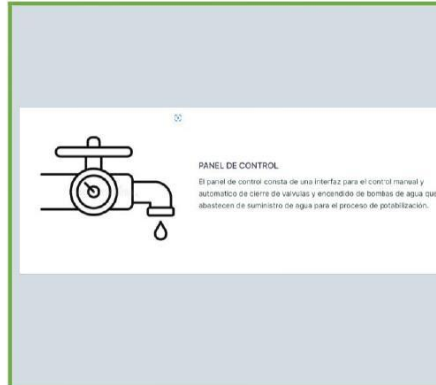 PANEL DE CONTROL
El panel de control consta de una interfaz para el control manual y
automatico de cierre de valvulas y encendido de bombas de agua que
abastecen de suministro de agua para el proceso de potabilización.